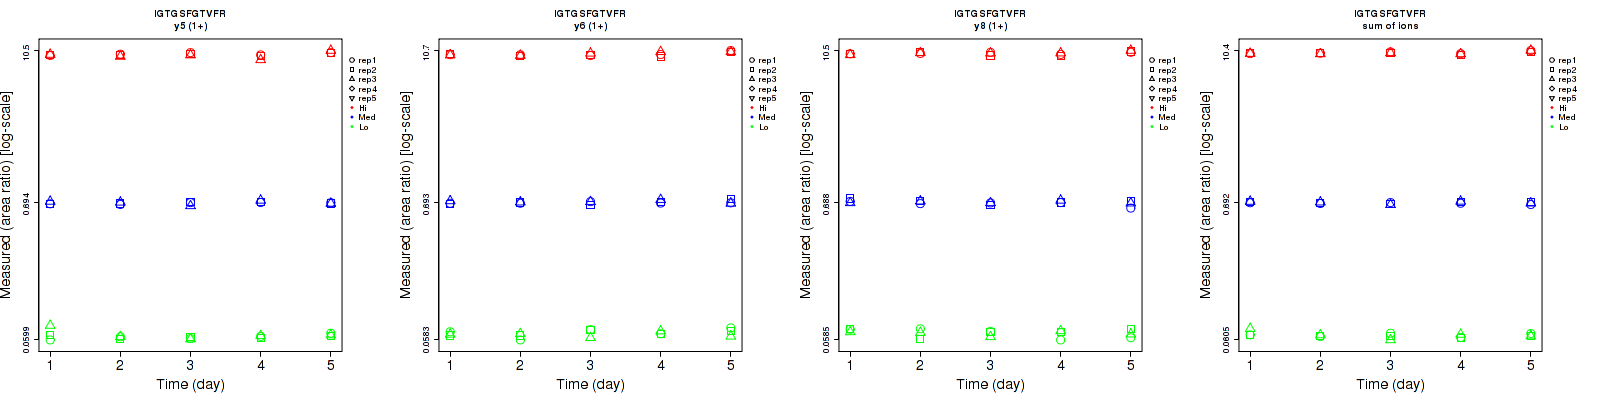 IGTGSFGTVFR
y5 (1+)
Measured (area ratio) [log-scale]
10.5
0.894
0.0599
1 2 3 4 5
Time (day)
rep1
rep2
rep3
rep4
rep5
Hi
Med
Lo
IGTGSFGTVFR
y6 (1+)
Measured (area ratio) [log-scale]
10.7
0.893
0.0583
1 2 3 4 5
Time (day)
rep1
rep2
rep3
rep4
rep5
Hi
Med
Lo
IGTGSFGTVFR
y8 (1+)
Measured (area ratio) [log-scale]
10.5
0.888
0.0585
1 2 3 4 5
Time (day)
rep1
rep2
rep3
rep4
rep5
Hi
Med
Lo
IGTGSFGTVFR
sum of ions
Measured (area ratio) [log-scale]
10.4
0.892
0.0605
1 2 3 4 5
Time (day)
rep1
rep2
rep3
rep4
rep5
Hi
Med
Lo